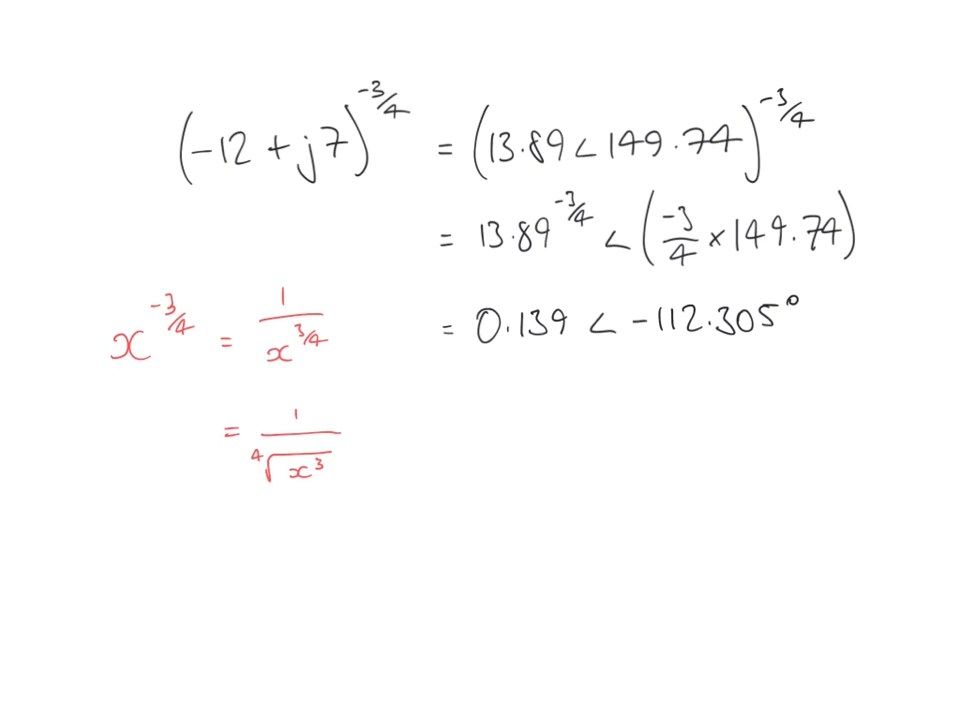 (-12 + j7)^-3/4 = (13.89 < 149.74)^-3/4
= 13.89^-3/4 < (-3/4 × 149.74)
= 0.139 < -112.305°
x^-3/4 = 1/x^3/4
= 1/⁴√x³